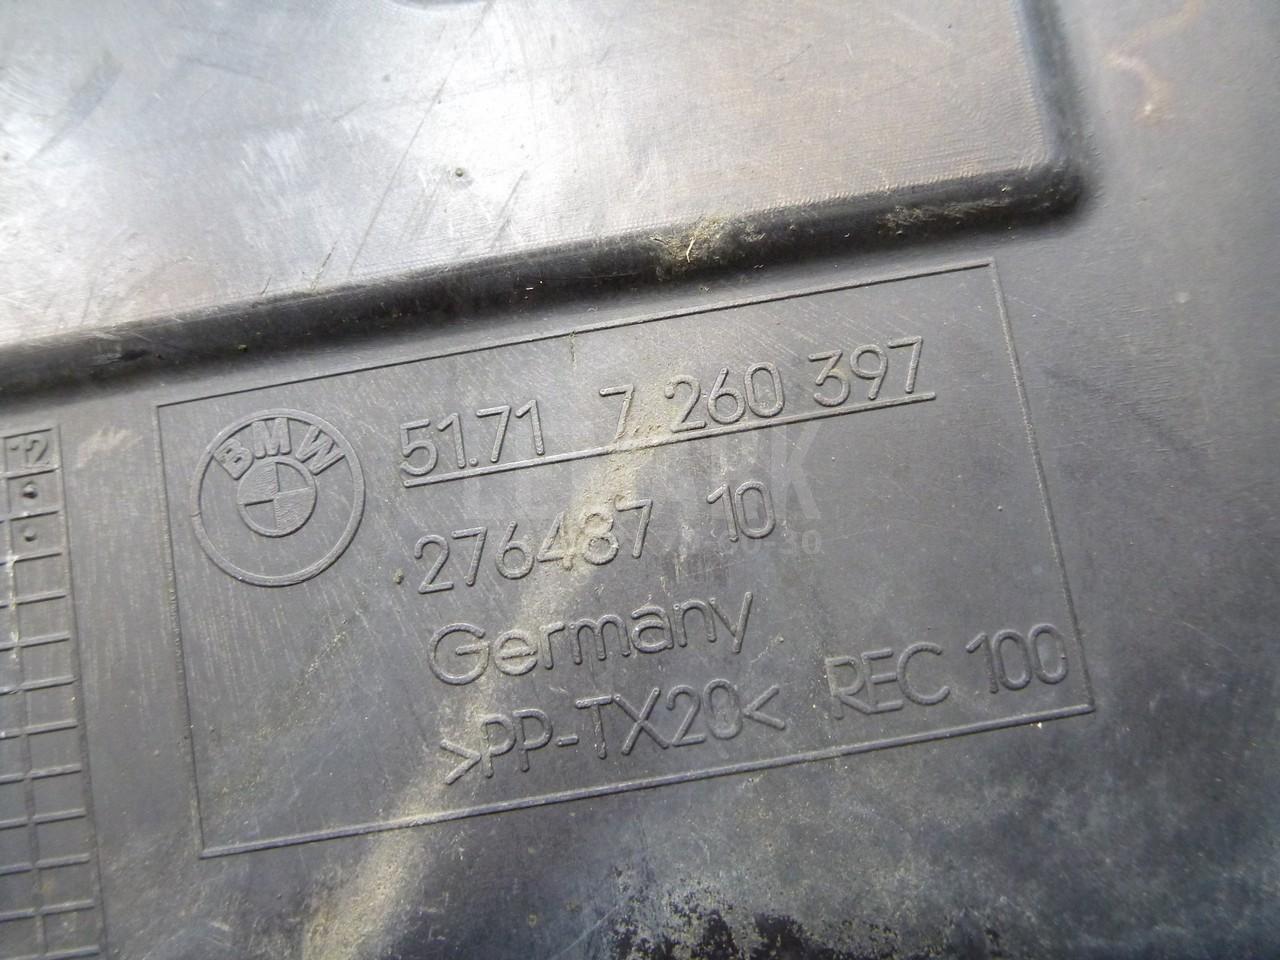 12
BMW
51.71 7 260 397
276487 10
Germany
>PP-TX20< REC 100